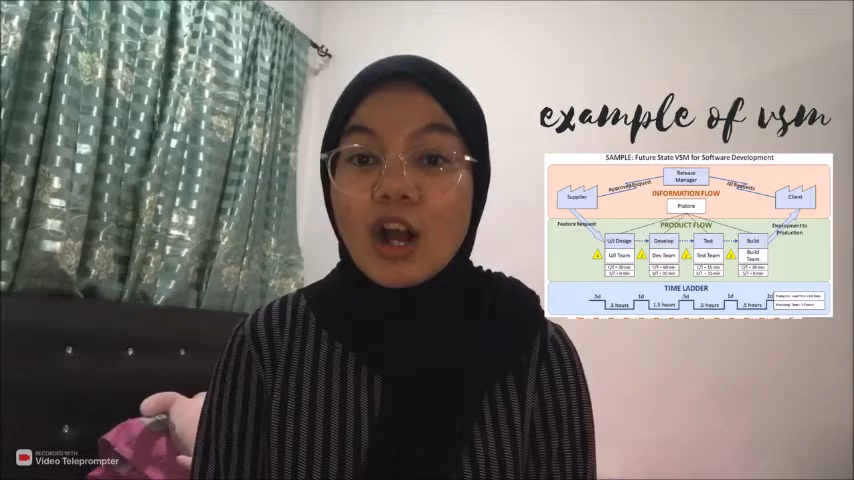 example of vsm
SAMPLE: Future State VSM for Software Development
Release Manager
Approved Request
All Requests
Supplier
INFORMATION FLOW
Client
Plutora
Feature Request
PRODUCT FLOW
Deployment to Production
U/I Design
Develop
Test
Build
U/I Team
Dev Team
Test Team
Build Team
TIME LADDER
.5d
1d
.5d
1d
.5 hours
1.5 hours
.5 hours
.5 hours
RECORDED WITH
Video Teleprompter